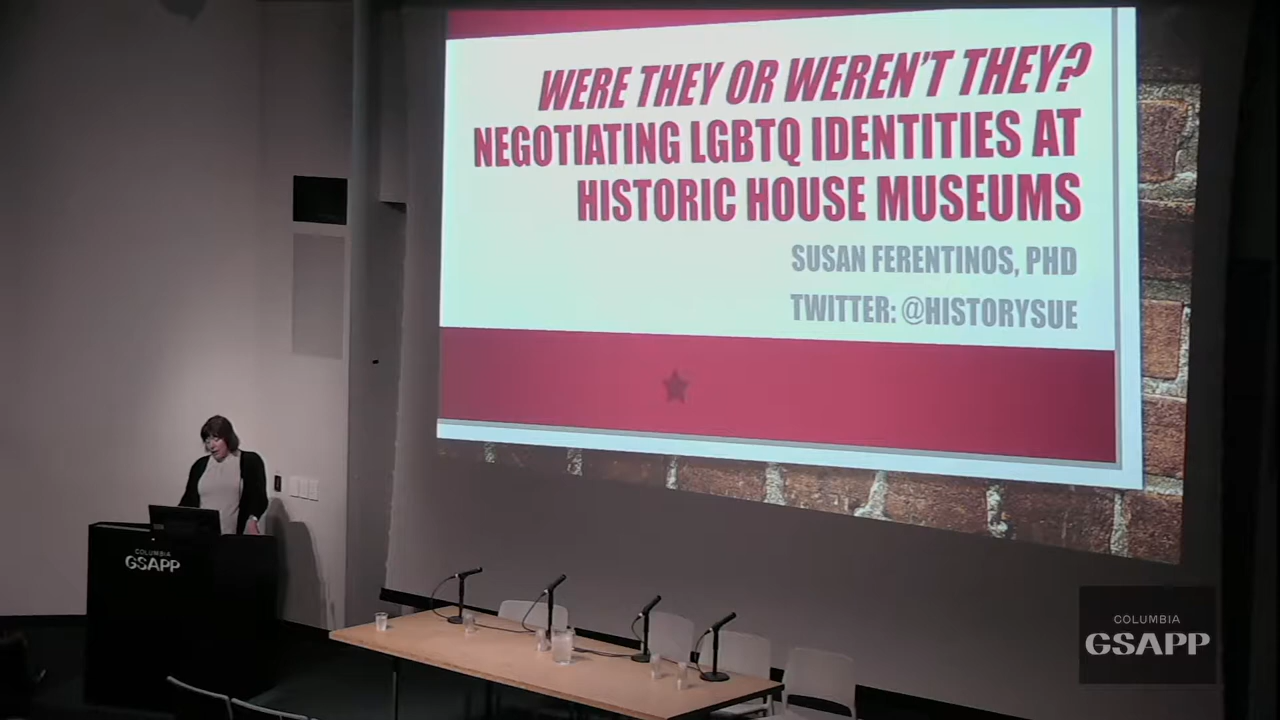 WERE THEY OR WEREN'T THEY?
NEGOTIATING LGBTQ IDENTITIES AT
HISTORIC HOUSE MUSEUMS
SUSAN FERENTINOS, PHD
TWITTER: @HISTORYSUE
COLUMBIA
GSAPP
COLUMBIA
GSAPP